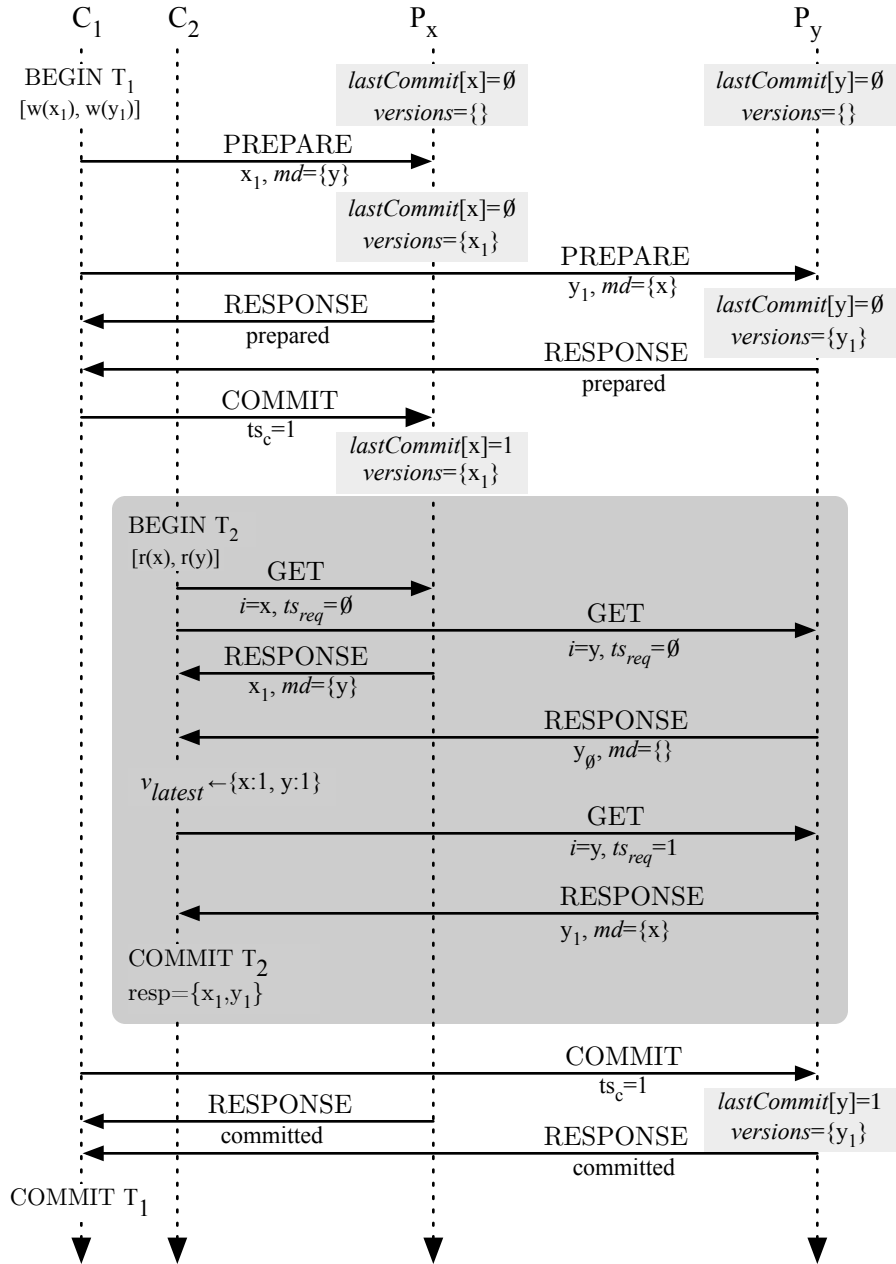 C1 C2 Px Py
BEGIN T1
[w(x1), w(y1)]
lastCommit[x]=∅
versions={}
lastCommit[y]=∅
versions={}
PREPARE
x1, md={y}
lastCommit[x]=∅
versions={x1}
PREPARE
y1, md={x}
lastCommit[y]=∅
versions={y1}
RESPONSE
prepared
RESPONSE
prepared
COMMIT
tsc=1
lastCommit[x]=1
versions={x1}
BEGIN T2
[r(x), r(y)]
GET
i=x, tsreq=∅
GET
i=y, tsreq=∅
RESPONSE
x1, md={y}
RESPONSE
y∅, md={}
vlatest←{x:1, y:1}
GET
i=y, tsreq=1
RESPONSE
y1, md={x}
COMMIT T2
resp={x1,y1}
COMMIT
tsc=1
lastCommit[y]=1
versions={y1}
RESPONSE
committed
RESPONSE
committed
COMMIT T1